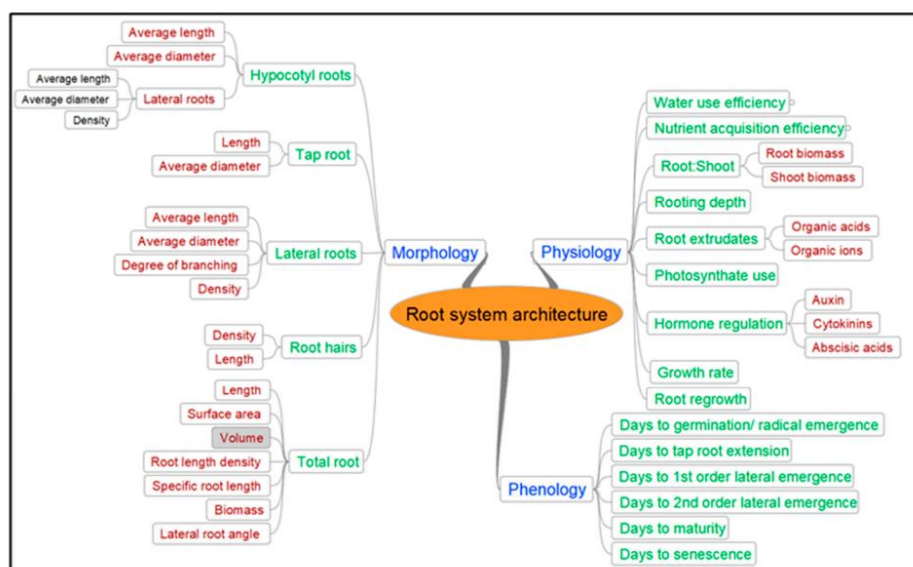 Average length
Average diameter
Hypocotyl roots
Average length
Average diameter
Density
Lateral roots
Length
Average diameter
Tap root
Average length
Average diameter
Degree of branching
Density
Lateral roots
Density
Length
Root hairs
Length
Surface area
Volume
Root length density
Specific root length
Biomass
Lateral root angle
Total root
Morphology
Root system architecture
Physiology
Water use efficiency
Nutrient acquisition efficiency
Root:Shoot
Root biomass
Shoot biomass
Rooting depth
Root extrudates
Organic acids
Organic ions
Photosynthate use
Hormone regulation
Auxin
Cytokinins
Abscisic acids
Growth rate
Root regrowth
Phenology
Days to germination/ radical emergence
Days to tap root extension
Days to 1st order lateral emergence
Days to 2nd order lateral emergence
Days to maturity
Days to senescence